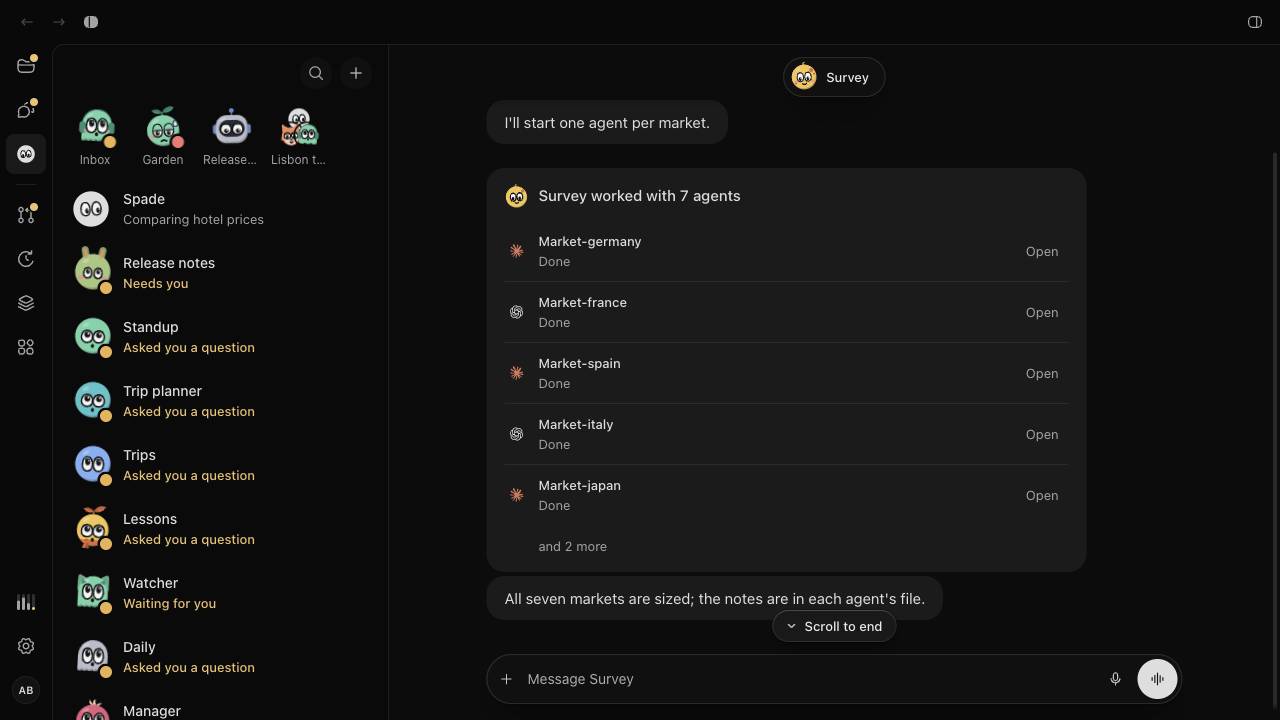 Survey
Inbox
Garden
Release...
Lisbon t...
Spade
Comparing hotel prices
Release notes
Needs you
Standup
Asked you a question
Trip planner
Asked you a question
Trips
Asked you a question
Lessons
Asked you a question
Watcher
Waiting for you
Daily
Asked you a question
Manager
AB
I'll start one agent per market.
Survey worked with 7 agents
Market-germany
Done
Open
Market-france
Done
Open
Market-spain
Done
Open
Market-italy
Done
Open
Market-japan
Done
Open
and 2 more
All seven markets are sized; the notes are in each agent's file.
Scroll to end
Message Survey